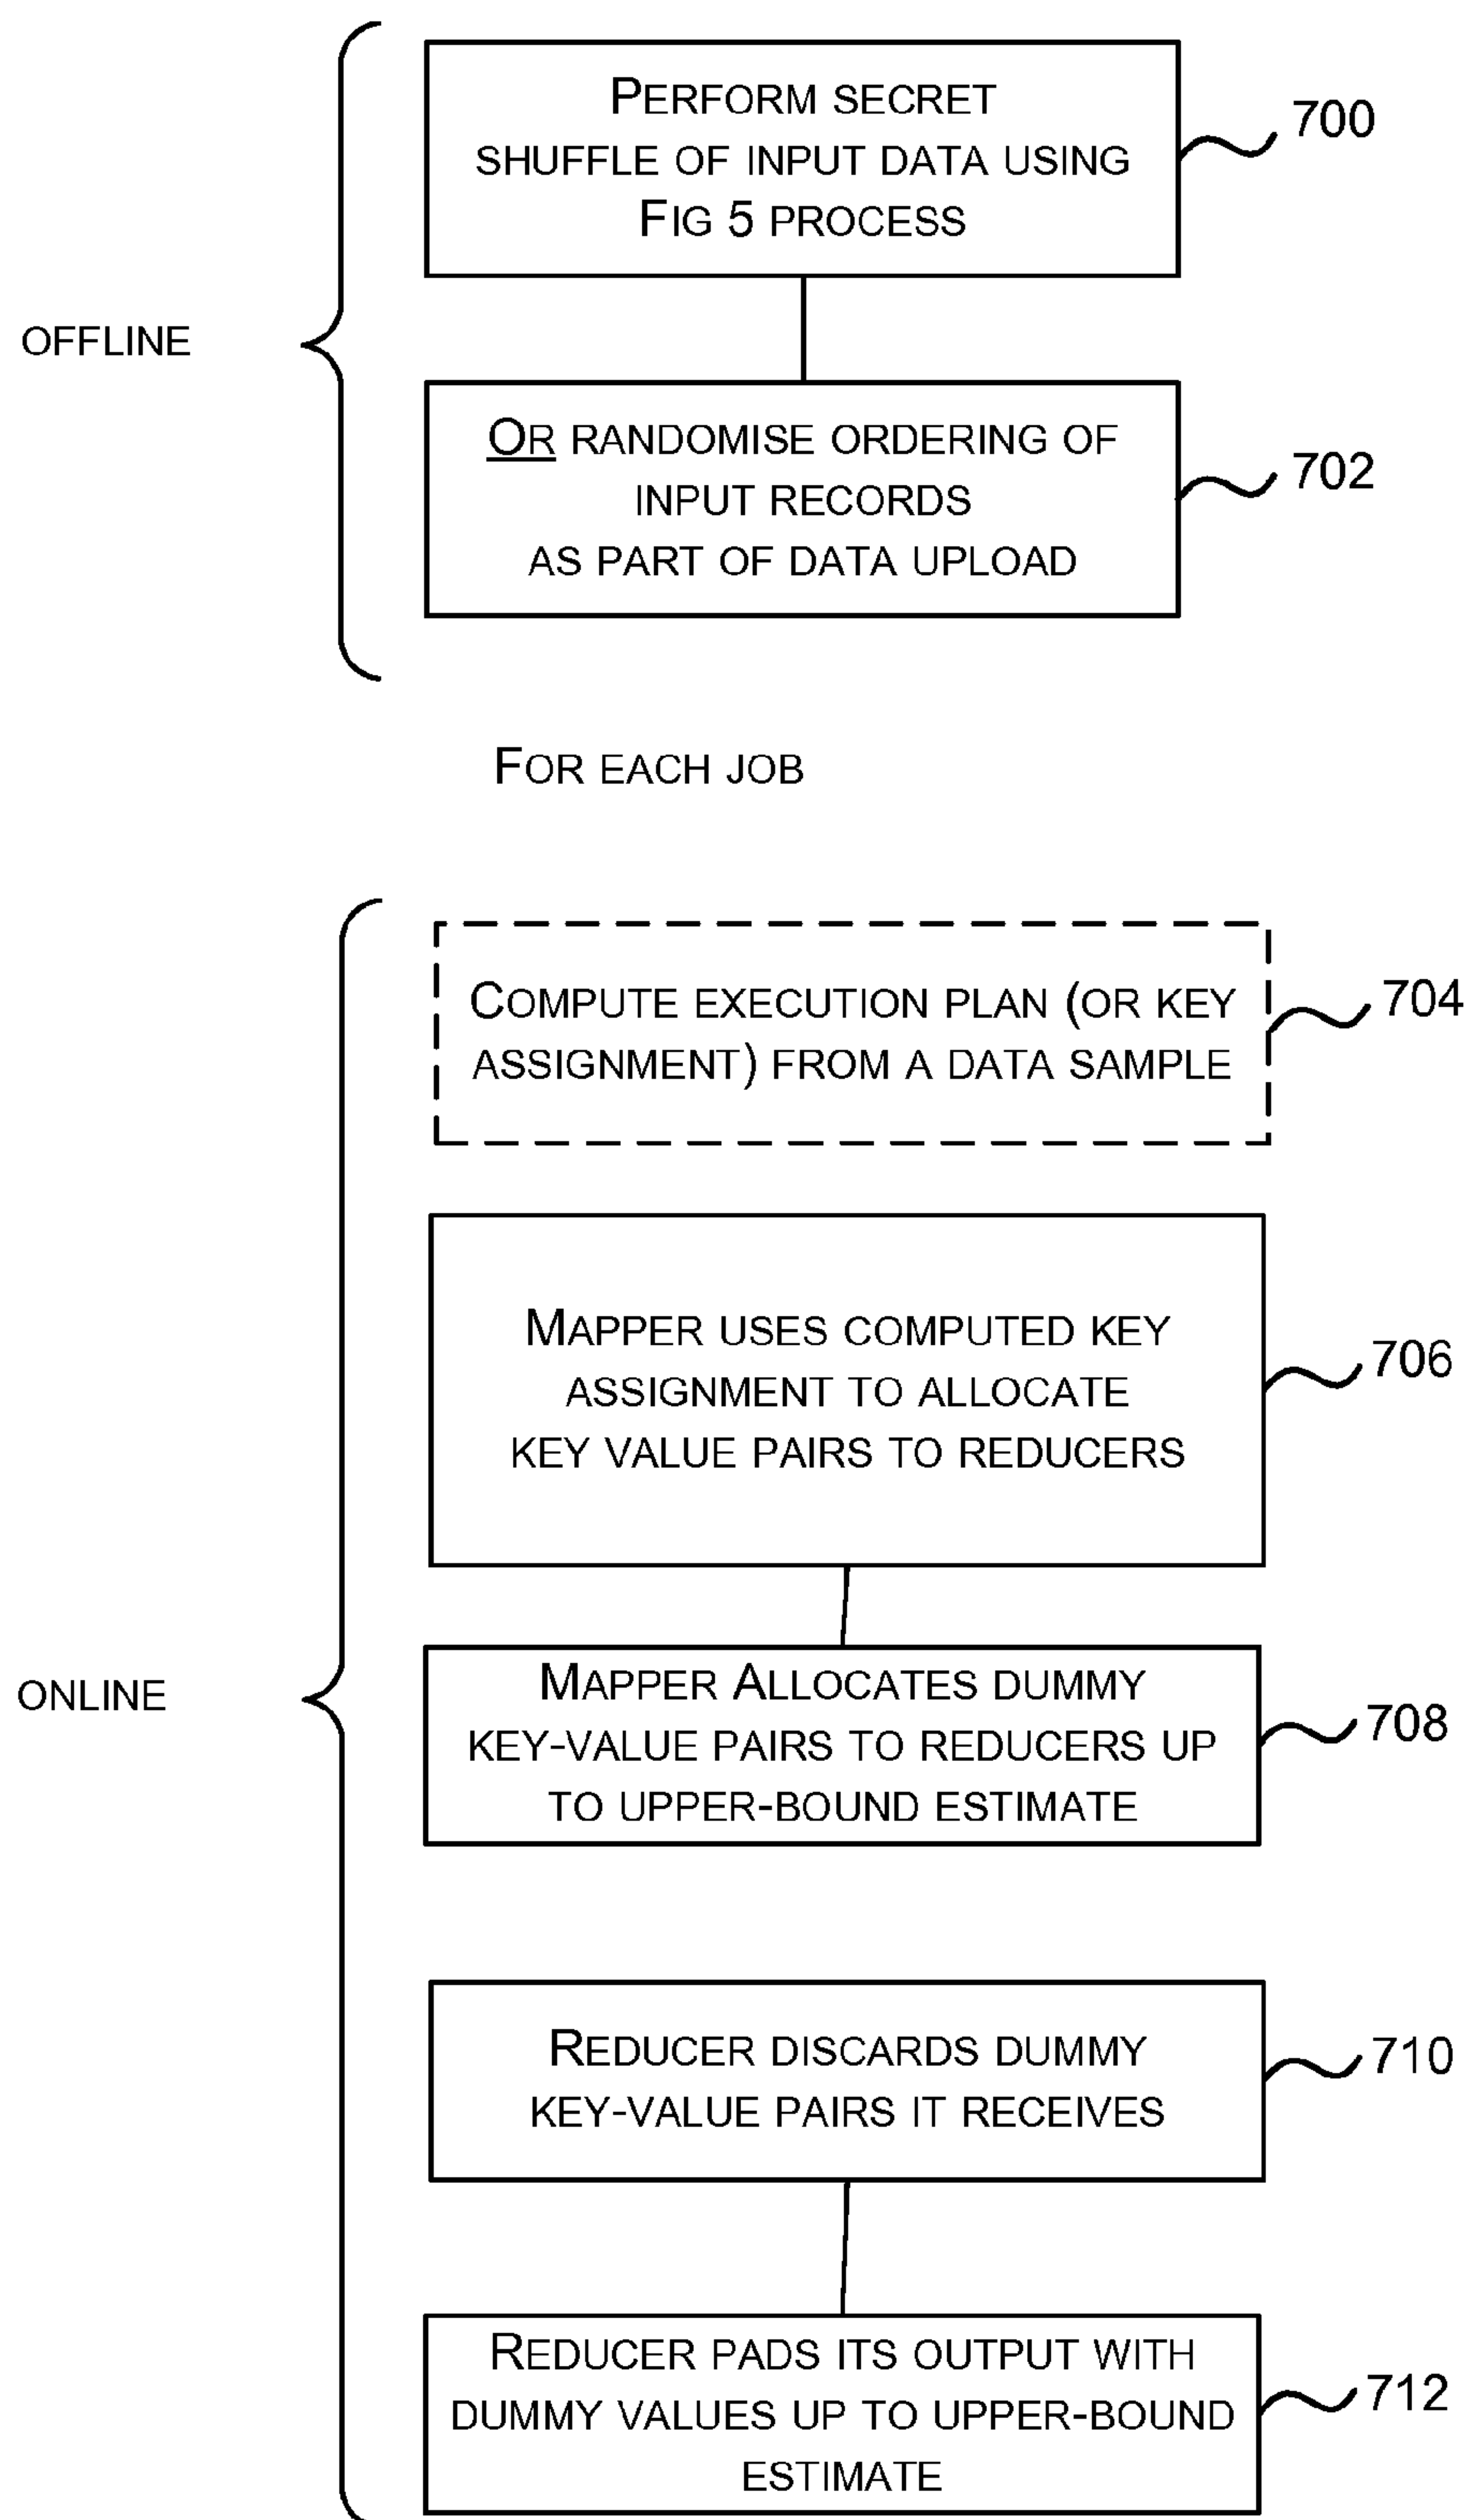 PERFORM SECRET
SHUFFLE OF INPUT DATA USING
FIG 5 PROCESS
700
OFFLINE
OR RANDOMISE ORDERING OF
INPUT RECORDS
AS PART OF DATA UPLOAD
702
FOR EACH JOB
COMPUTE EXECUTION PLAN (OR KEY
ASSIGNMENT) FROM A DATA SAMPLE
704
MAPPER USES COMPUTED KEY
ASSIGNMENT TO ALLOCATE
KEY VALUE PAIRS TO REDUCERS
706
ONLINE
MAPPER ALLOCATES DUMMY
KEY-VALUE PAIRS TO REDUCERS UP
TO UPPER-BOUND ESTIMATE
708
REDUCER DISCARDS DUMMY
KEY-VALUE PAIRS IT RECEIVES
710
REDUCER PADS ITS OUTPUT WITH
DUMMY VALUES UP TO UPPER-BOUND
ESTIMATE
712